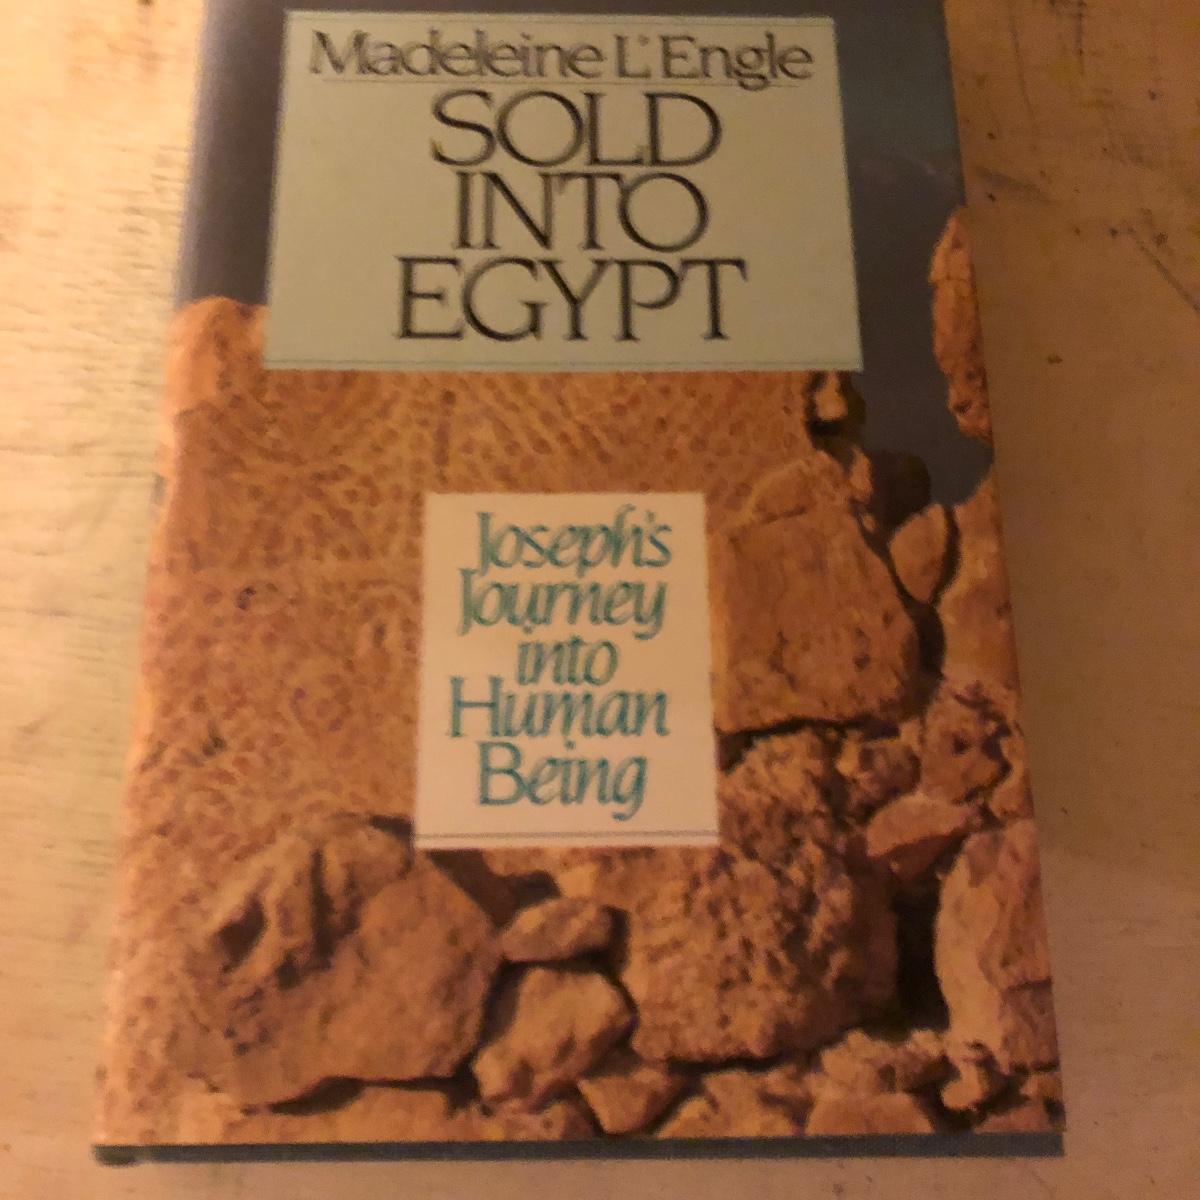 Madeleine L'Engle
SOLD
INTO
EGYPT
Joseph's
Journey
into
Human
Being